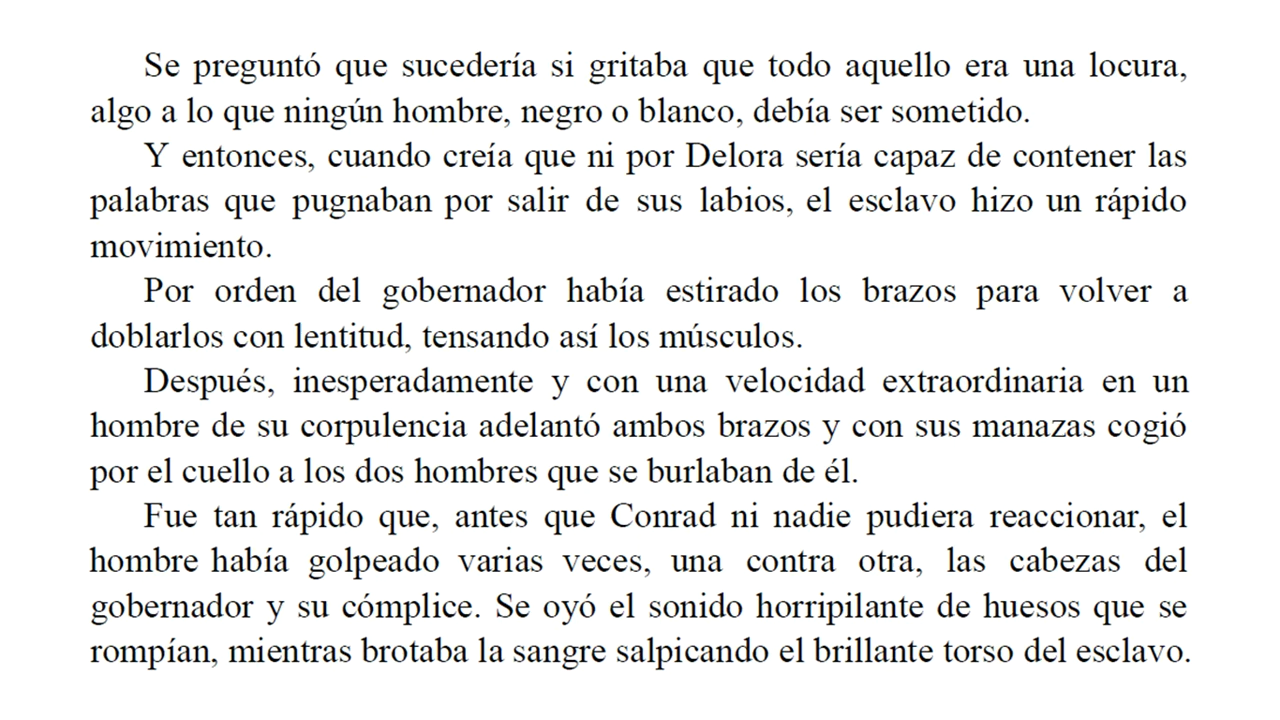 Se preguntó que sucedería si gritaba que todo aquello era una locura,
algo a lo que ningún hombre, negro o blanco, debía ser sometido.
Y entonces, cuando creía que ni por Delora sería capaz de contener las
palabras que pugnaban por salir de sus labios, el esclavo hizo un rápido
movimiento.
Por orden del gobernador había estirado los brazos para volver a
doblarlos con lentitud, tensando así los músculos.
Después, inesperadamente y con una velocidad extraordinaria en un
hombre de su corpulencia adelantó ambos brazos y con sus manazas cogió
por el cuello a los dos hombres que se burlaban de él.
Fue tan rápido que, antes que Conrad ni nadie pudiera reaccionar, el
hombre había golpeado varias veces, una contra otra, las cabezas del
gobernador y su cómplice. Se oyó el sonido horripilante de huesos que se
rompían, mientras brotaba la sangre salpicando el brillante torso del esclavo.